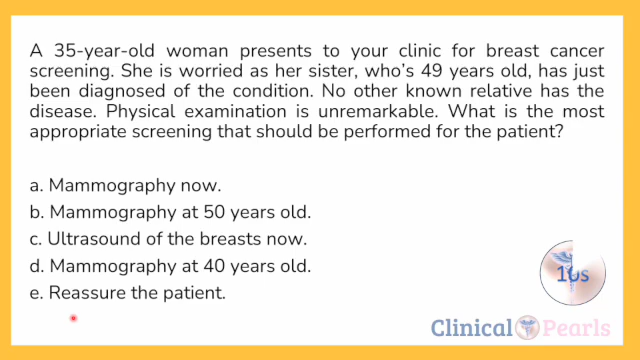 A 35-year-old woman presents to your clinic for breast cancer
screening. She is worried as her sister, who's 49 years old, has just
been diagnosed of the condition. No other known relative has the
disease. Physical examination is unremarkable. What is the most
appropriate screening that should be performed for the patient?
a. Mammography now.
b. Mammography at 50 years old.
c. Ultrasound of the breasts now.
d. Mammography at 40 years old.
e. Reassure the patient.
10s
Clinical Pearls